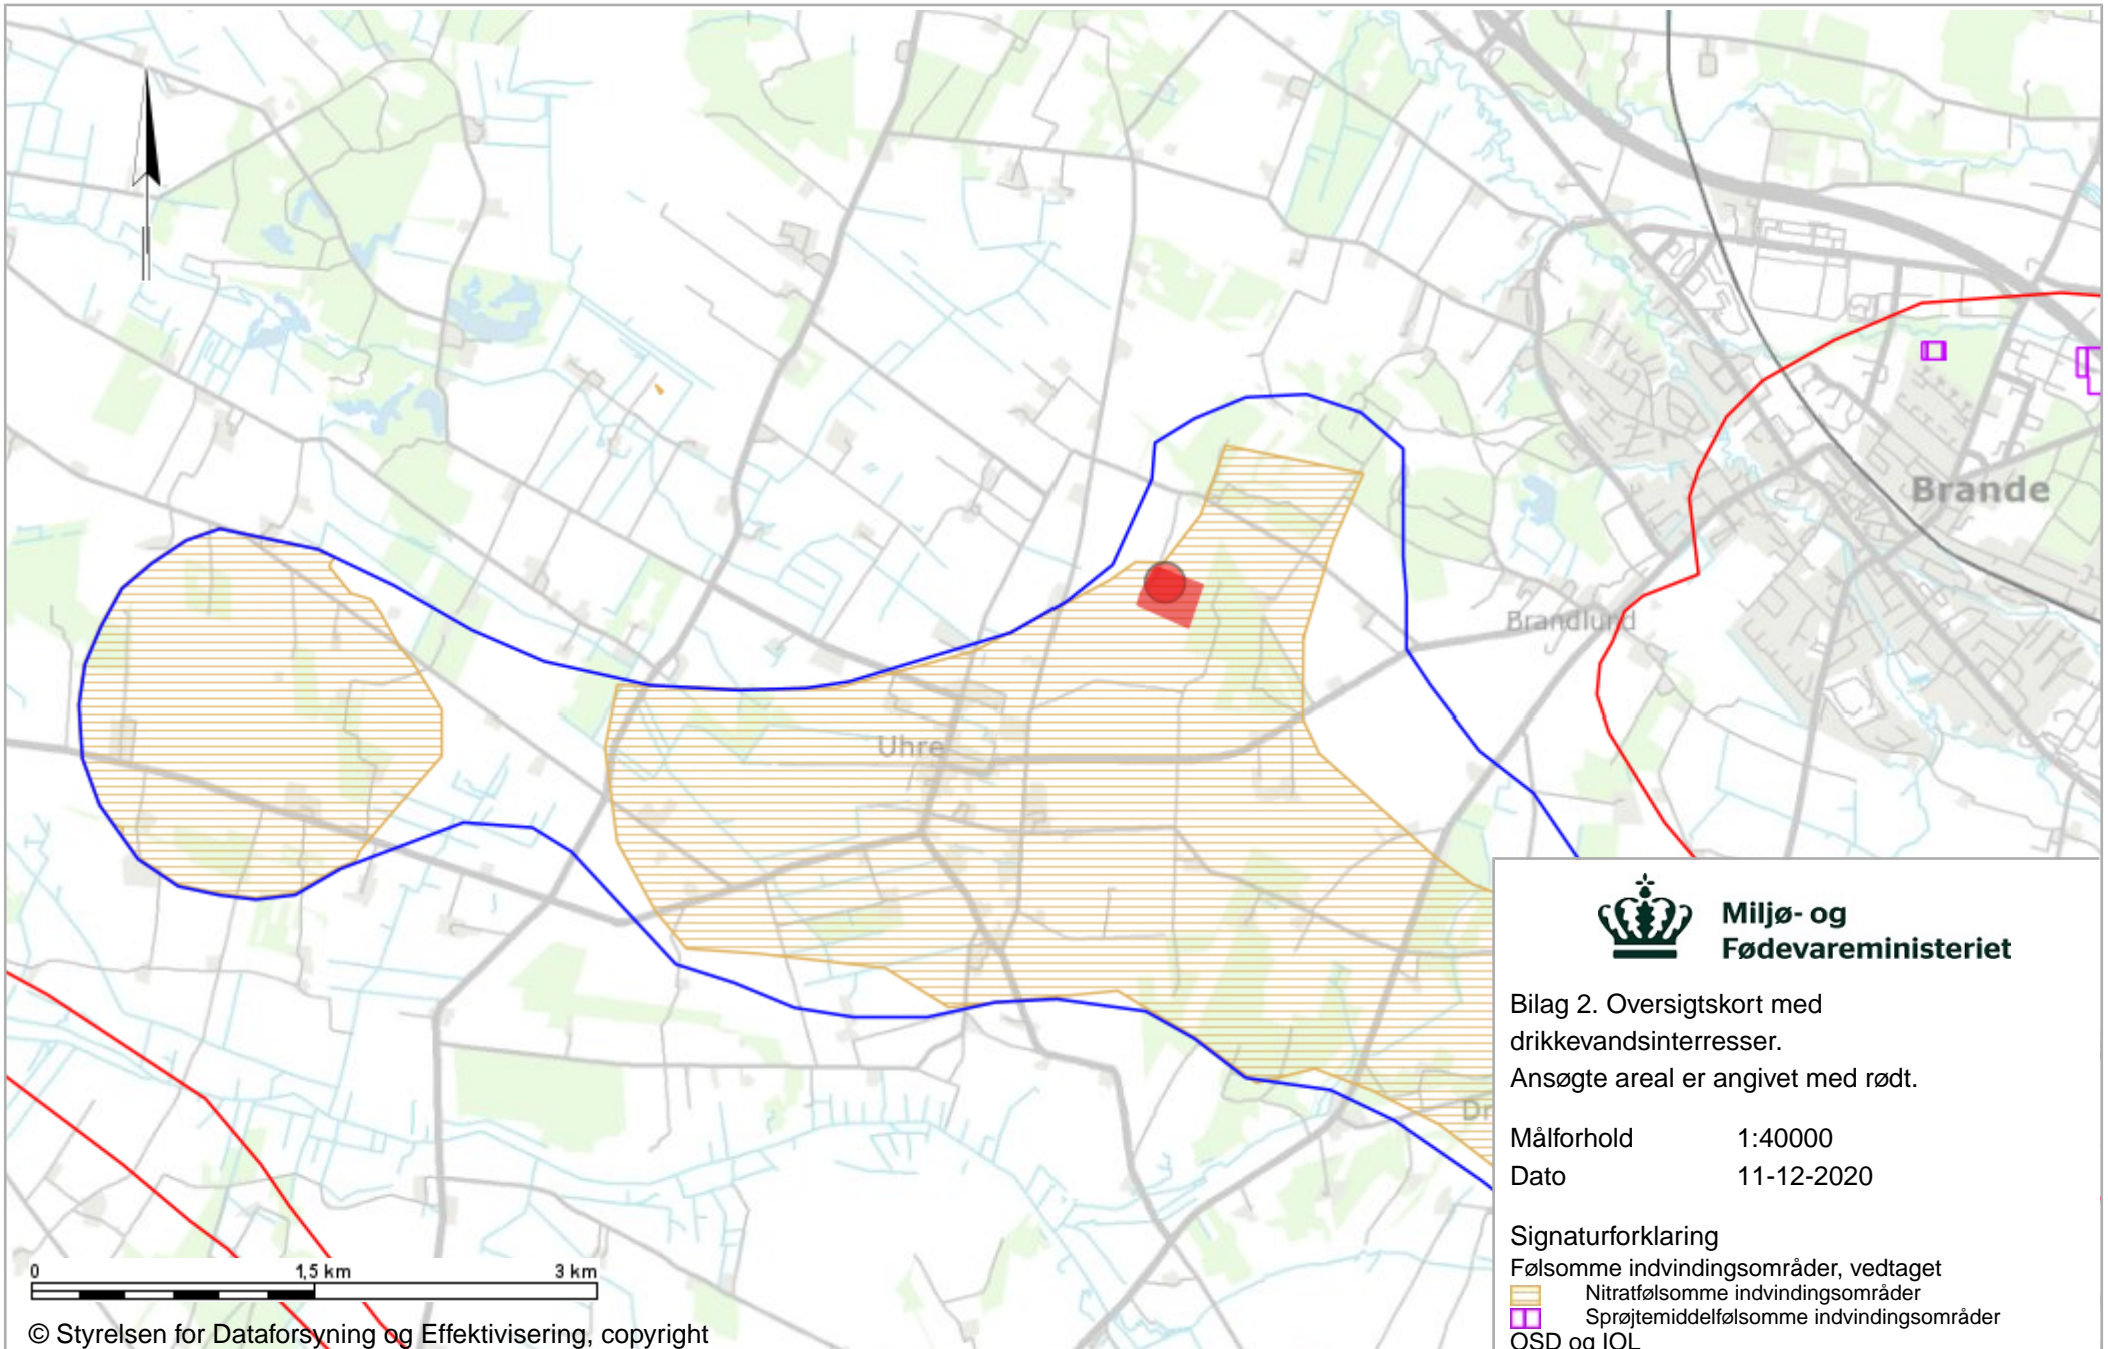 Brande
Brandlund
Uhre
Dr
Miljø- og
Fødevareministeriet
Bilag 2. Oversigtskort med
drikkevandsinterresser.
Ansøgte areal er angivet med rødt.
Målforhold 1:40000
Dato 11-12-2020
Signaturforklaring
Følsomme indvindingsområder, vedtaget
Nitratfølsomme indvindingsområder
Sprøjtemiddelfølsomme indvindingsområder
OSD og IOL
0 1,5 km 3 km
© Styrelsen for Dataforsyning og Effektivisering, copyright